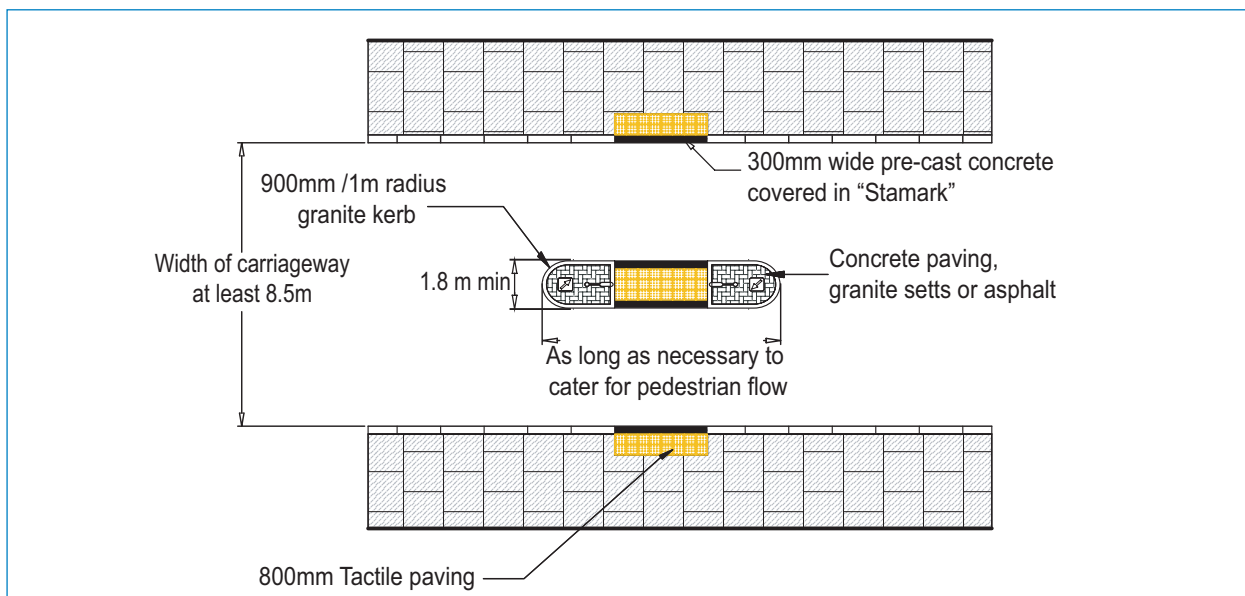 300mm wide pre-cast concrete
covered in “Stamark”
900mm /1m radius
granite kerb
Width of carriageway
at least 8.5m
1.8 m min
Concrete paving,
granite setts or asphalt
As long as necessary to
cater for pedestrian flow
800mm Tactile paving